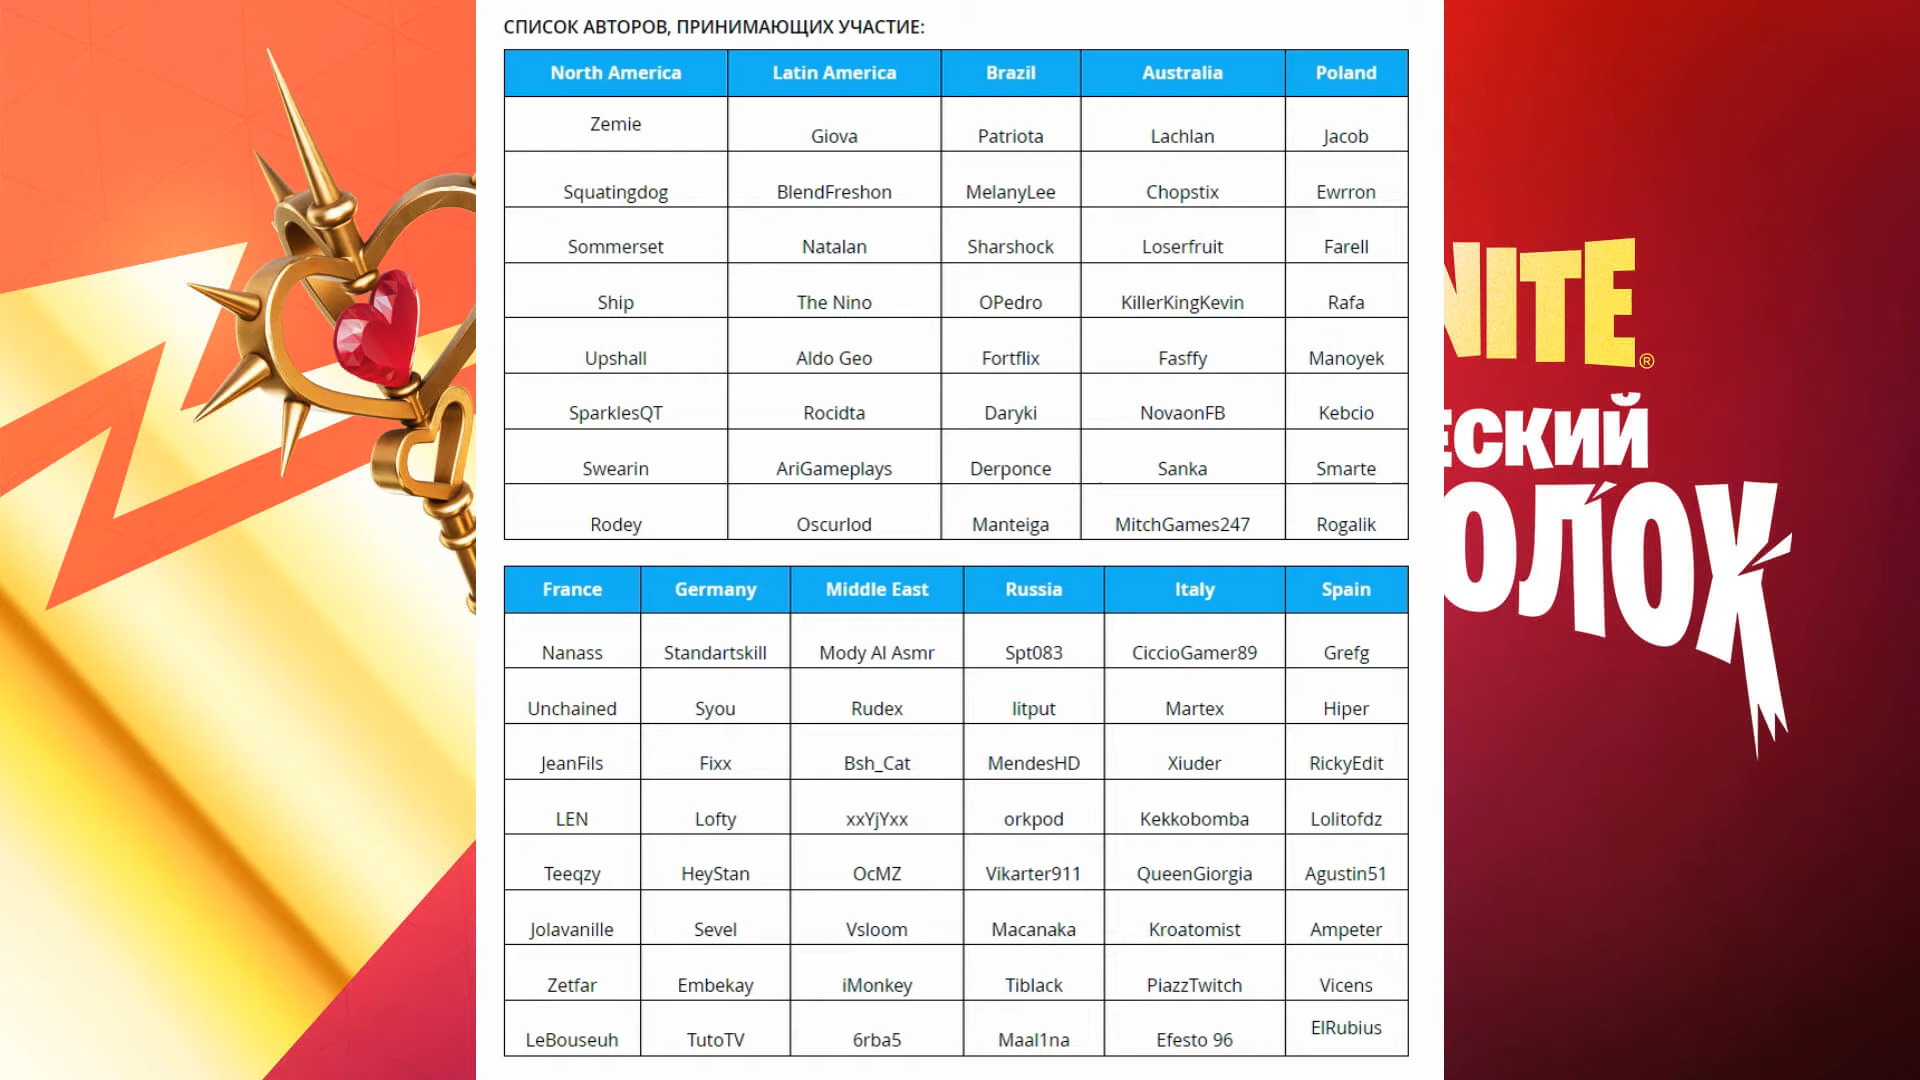 СПИСОК АВТОРОВ, ПРИНИМАЮЩИХ УЧАСТИЕ:
North America Latin America Brazil Australia Poland
Zemie Giova Patriota Lachlan Jacob
Squatingdog BlendFreshon MelanyLee Chopstix Ewrron
Sommerset Natalan Sharshock Loserfruit Farell
Ship The Nino OPedro KillerKingKevin Rafa
Upshall Aldo Geo Fortflix Fasffy Manoyek
SparklesQT Rocidta Daryki NovaonFB Kebcio
Swearin AriGameplays Derponce Sanka Smarte
Rodey Oscurlod Manteiga MitchGames247 Rogalik
France Germany Middle East Russia Italy Spain
Nanass Standartskill Mody Al Asmr Spt083 CiccioGamer89 Grefg
Unchained Syou Rudex litput Martex Hiper
JeanFils Fixx Bsh_Cat MendesHD Xiuder RickyEdit
LEN Lofty xxYjYxx orkpod Kekkobomba Lolitofdz
Teeqzy HeyStan OcMZ Vikarter911 QueenGiorgia Agustin51
Jolavanille Sevel Vsloom Macanaka Kroatomist Ampeter
Zetfar Embekay iMonkey Tiblack PiazzTwitch Vicens
LeBouseuh TutoTV 6rba5 Maal1na Efesto 96 ElRubius
NITE®
ЕСКИЙ
ОЛОК